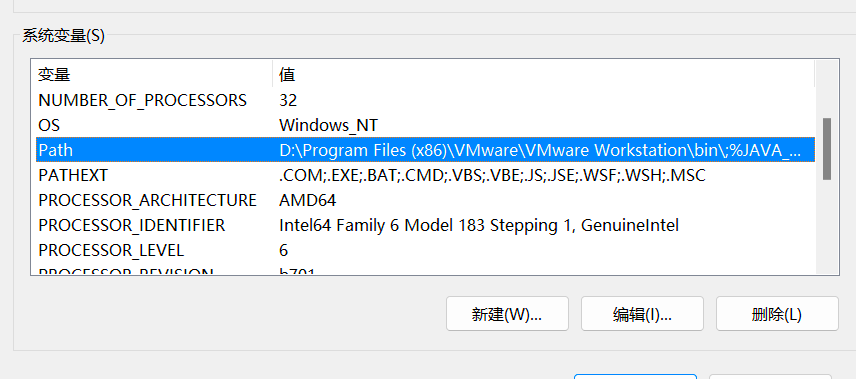 系统变量(S)
变量 值
NUMBER_OF_PROCESSORS 32
OS Windows_NT
Path D:\Program Files (x86)\VMware\VMware Workstation\bin\;%JAVA_...
PATHEXT .COM;.EXE;.BAT;.CMD;.VBS;.VBE;.JS;.JSE;.WSF;.WSH;.MSC
PROCESSOR_ARCHITECTURE AMD64
PROCESSOR_IDENTIFIER Intel64 Family 6 Model 183 Stepping 1, GenuineIntel
PROCESSOR_LEVEL 6
PROCESSOR_REVISION b701
新建(W)... 编辑(I)... 删除(L)